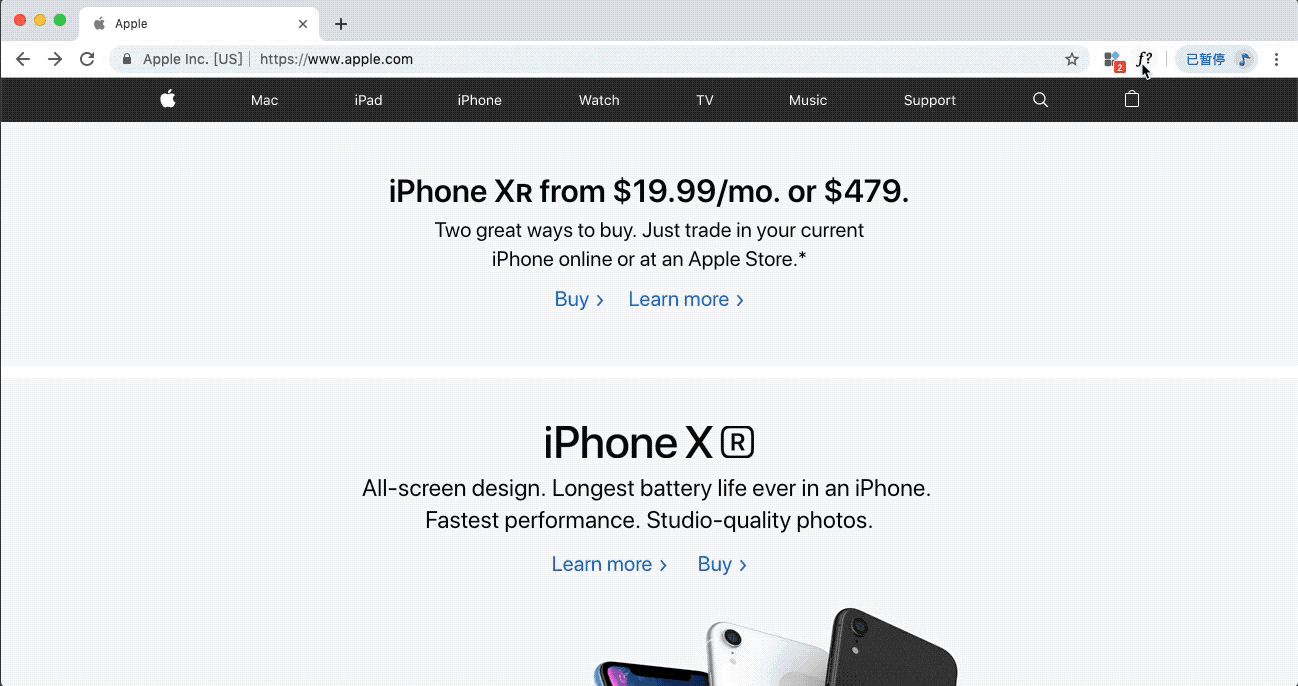 Apple
Apple Inc. [US] https://www.apple.com
2
f?
已暂停
Mac iPad iPhone Watch TV Music Support
iPhone XR from $19.99/mo. or $479.
Two great ways to buy. Just trade in your current
iPhone online or at an Apple Store.*
Buy > Learn more >
iPhone X R
All-screen design. Longest battery life ever in an iPhone.
Fastest performance. Studio-quality photos.
Learn more > Buy >